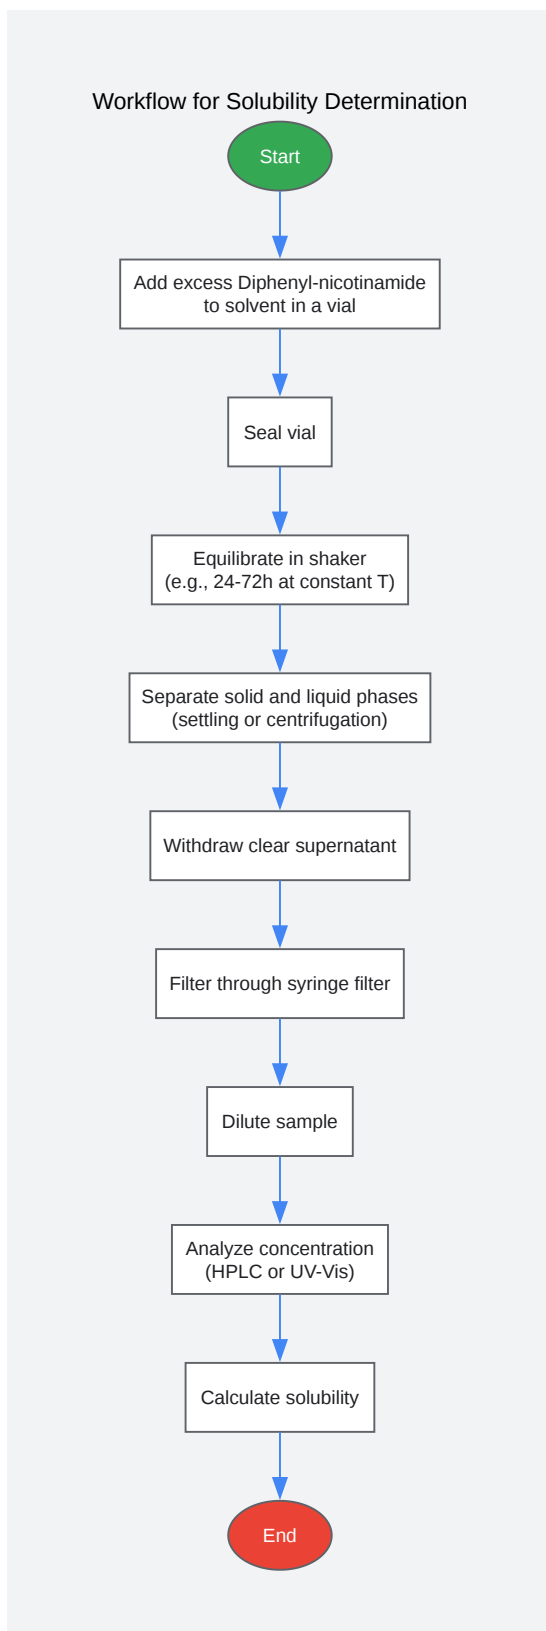 Workflow for Solubility Determination
Start
Add excess Diphenyl-nicotinamide
to solvent in a vial
Seal vial
Equilibrate in shaker
(e.g., 24-72h at constant T)
Separate solid and liquid phases
(settling or centrifugation)
Withdraw clear supernatant
Filter through syringe filter
Dilute sample
Analyze concentration
(HPLC or UV-Vis)
Calculate solubility
End